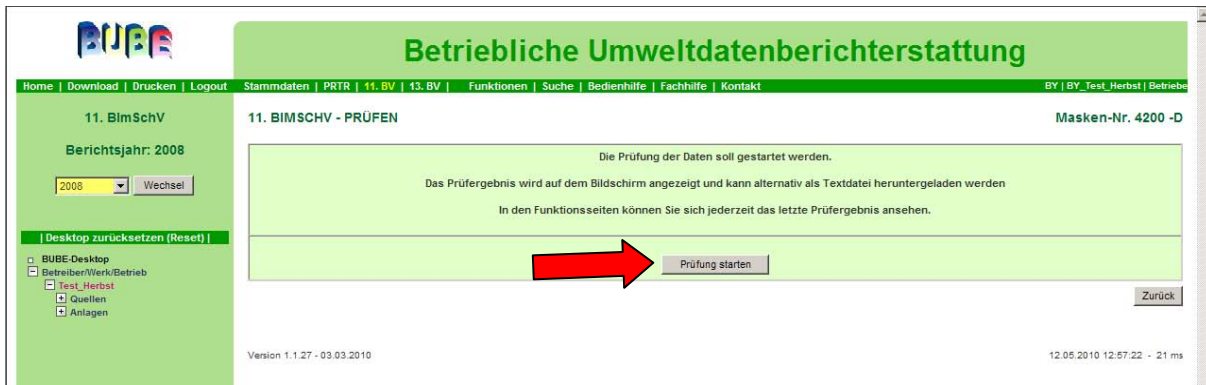 BUBE
Betriebliche Umweltdatenberichterstattung
Home | Download | Drucken | Logout
Stammdaten | PRTR | 11. BV | 13. BV | Funktionen | Suche | Bedienhilfe | Fachhilfe | Kontakt
BY | BY_Test_Herbst | Betriebe
11. BImSchV
Berichtsjahr: 2008
2008
Wechsel
| Desktop zurücksetzen (Reset) |
BUBE-Desktop
Betreiber/Werk/Betrieb
Test_Herbst
Quellen
Anlagen
11. BIMSCHV - PRÜFEN
Masken-Nr. 4200 -D
Die Prüfung der Daten soll gestartet werden.
Das Prüfergebnis wird auf dem Bildschirm angezeigt und kann alternativ als Textdatei heruntergeladen werden
In den Funktionsseiten können Sie sich jederzeit das letzte Prüfergebnis ansehen.
Prüfung starten
Zurück
Version 1.1.27 - 03.03.2010
12.05.2010 12:57:22 - 21 ms